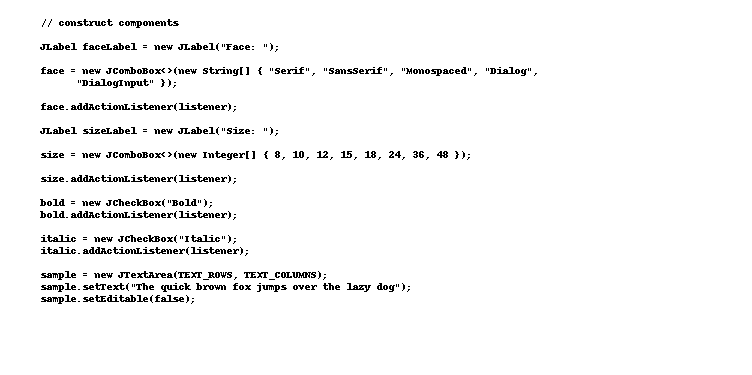 // construct components
JLabel faceLabel = new JLabel("Face: ");
face = new JComboBox<>(new String[] { "Serif", "SansSerif", "Monospaced", "Dialog",
"DialogInput" });
face.addActionListener(listener);
JLabel sizeLabel = new JLabel("Size: ");
size = new JComboBox<>(new Integer[] { 8, 10, 12, 15, 18, 24, 36, 48 });
size.addActionListener(listener);
bold = new JCheckBox("Bold");
bold.addActionListener(listener);
italic = new JCheckBox("Italic");
italic.addActionListener(listener);
sample = new JTextArea(TEXT_ROWS, TEXT_COLUMNS);
sample.setText("The quick brown fox jumps over the lazy dog");
sample.setEditable(false);